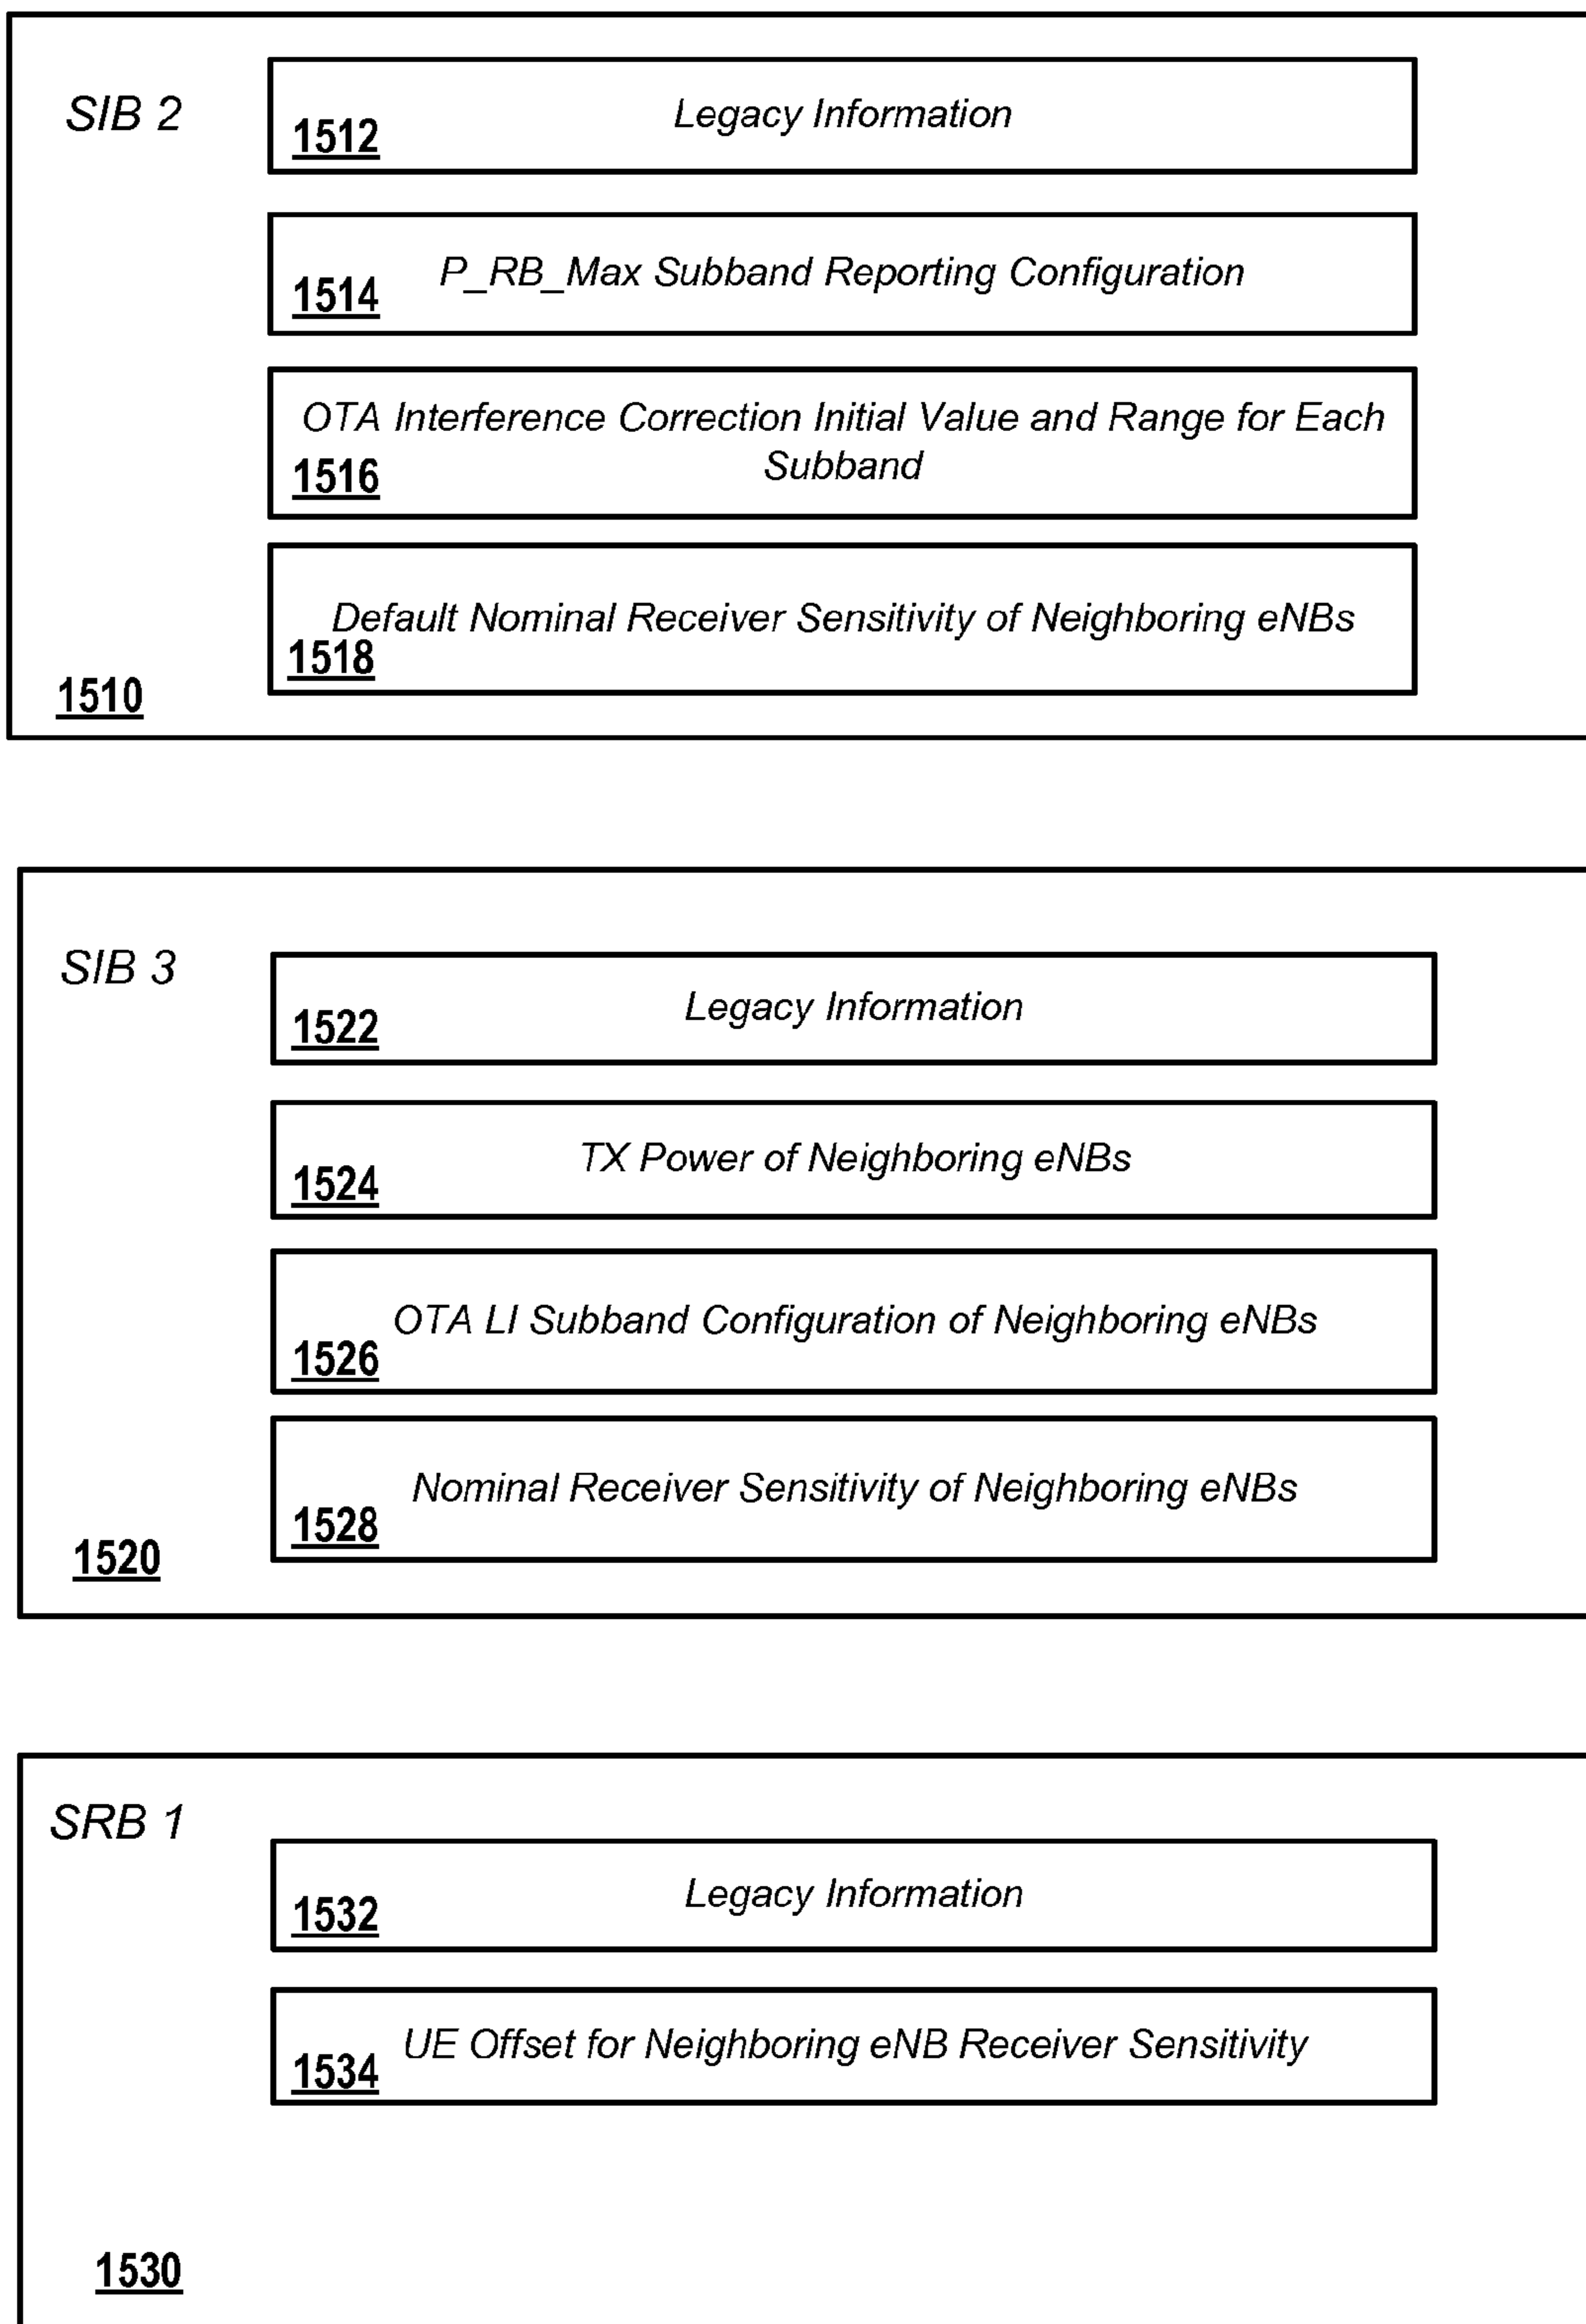 SIB 2
Legacy Information
1512
P_RB_Max Subband Reporting Configuration
1514
OTA Interference Correction Initial Value and Range for Each
Subband
1516
Default Nominal Receiver Sensitivity of Neighboring eNBs
1518
1510
SIB 3
Legacy Information
1522
TX Power of Neighboring eNBs
1524
OTA LI Subband Configuration of Neighboring eNBs
1526
Nominal Receiver Sensitivity of Neighboring eNBs
1528
1520
SRB 1
Legacy Information
1532
UE Offset for Neighboring eNB Receiver Sensitivity
1534
1530